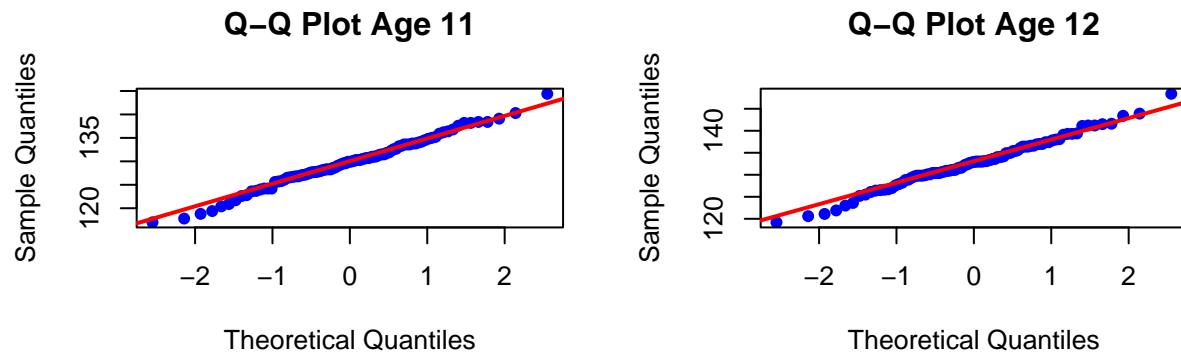 Q−Q Plot Age 11
Sample Quantiles
135
120
−2 −1 0 1 2
Theoretical Quantiles
Q−Q Plot Age 12
Sample Quantiles
140
120
−2 −1 0 1 2
Theoretical Quantiles